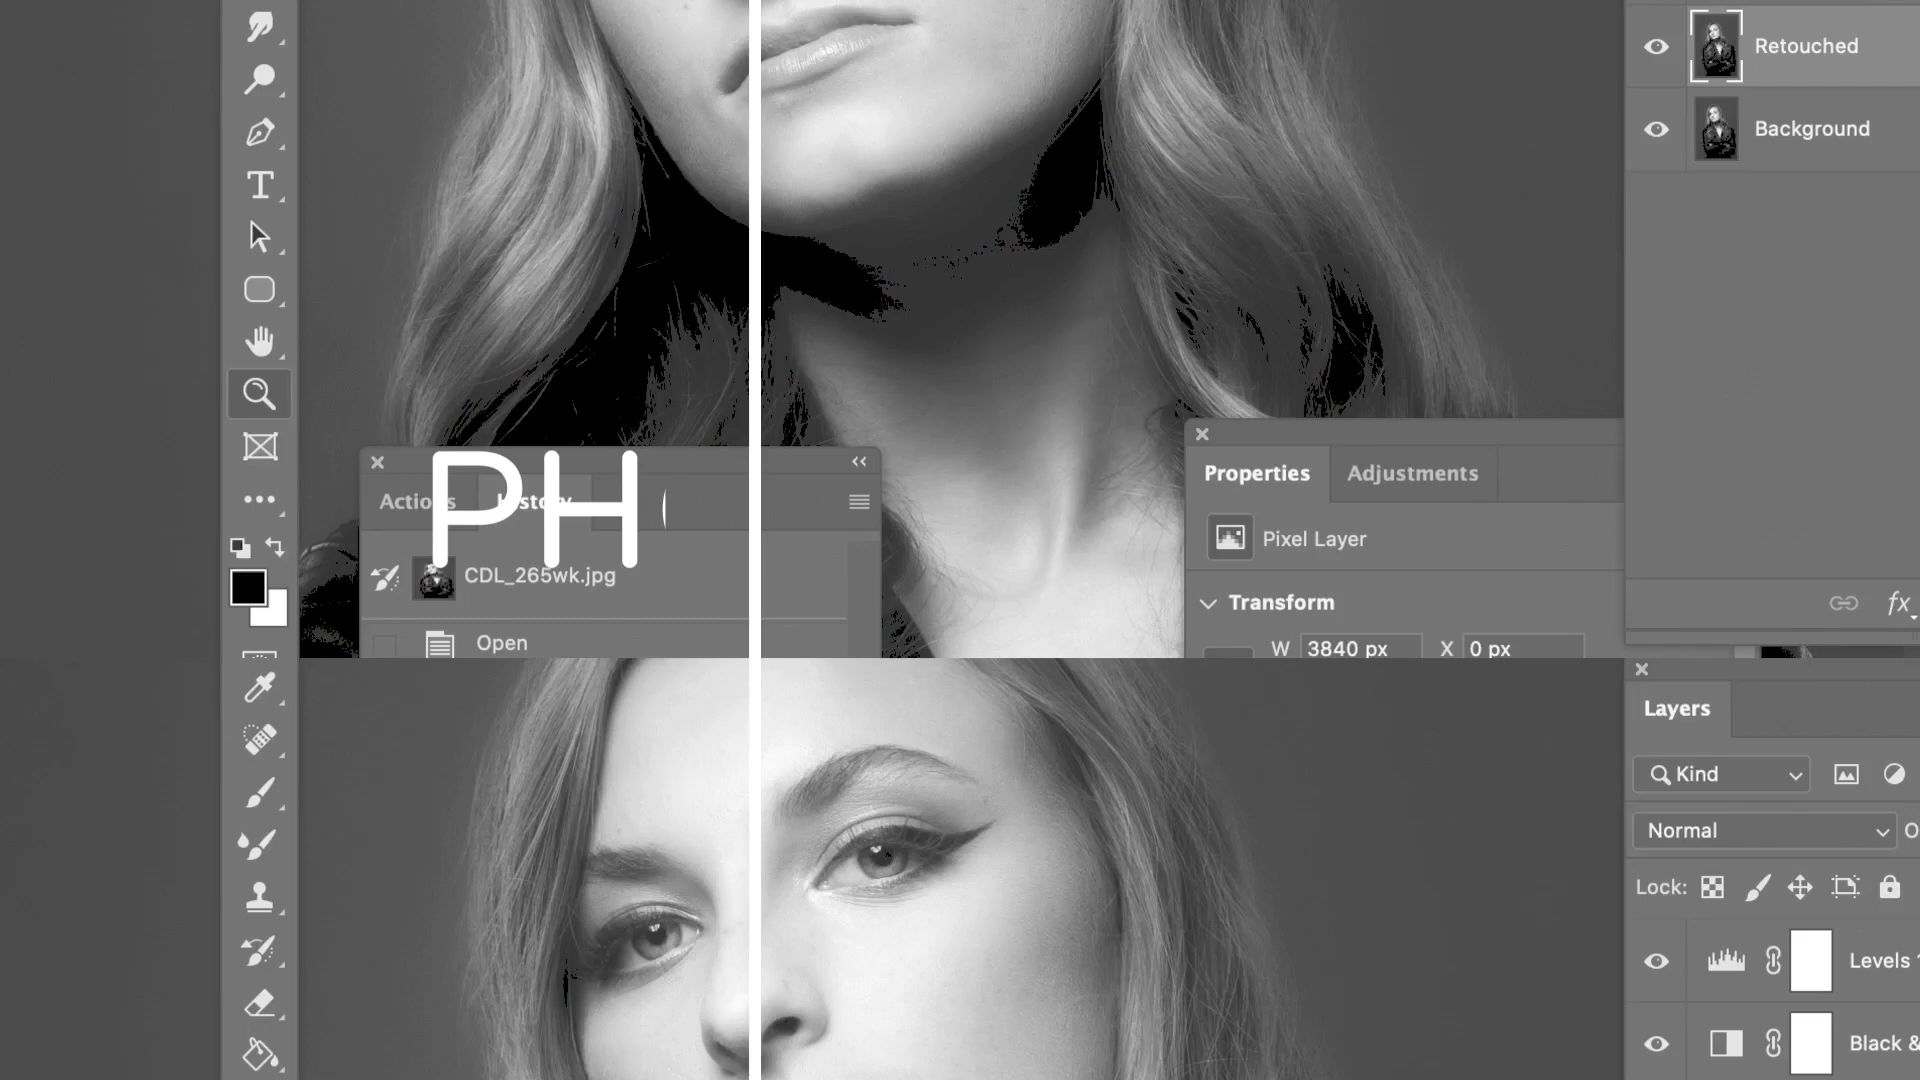 Retouched
Background
PH
Properties
Adjustments
CDL_265wk.jpg
Pixel Layer
Transform
Open
W 3840 px X 0 px
fx
Layers
Kind
Normal
Lock:
Levels
Black &